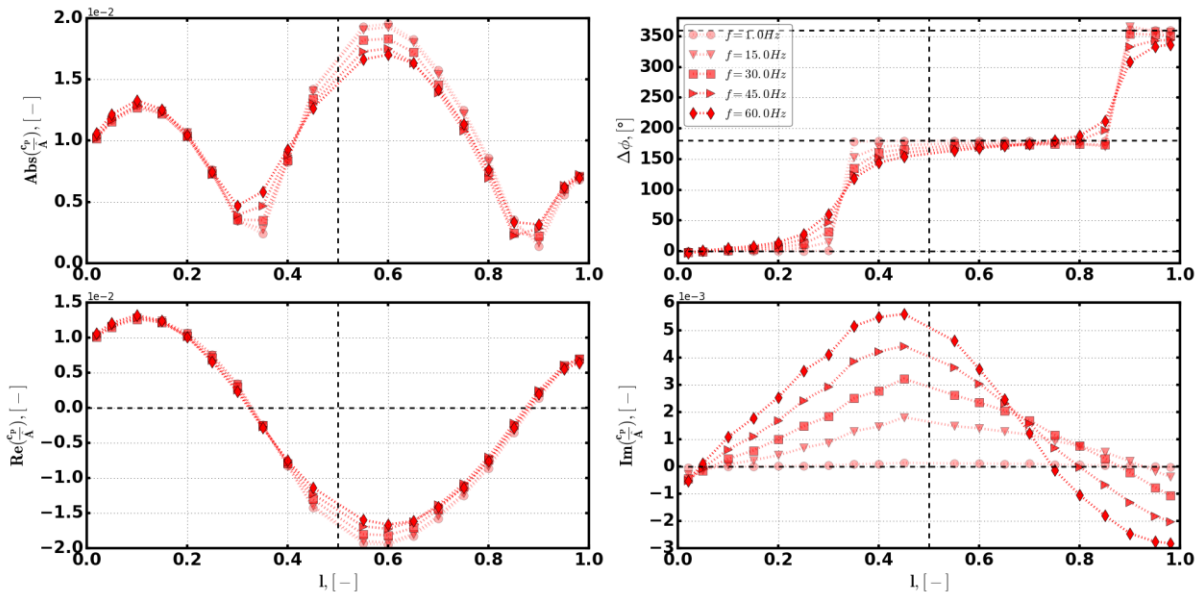 1e-2
2.0
1.5
1.0
0.5
0.0
Abs(c_p/A), [−]
0.0 0.2 0.4 0.6 0.8 1.0
350
300
250
200
150
100
50
0
Δϕ, [°]
f = 1.0Hz
f = 15.0Hz
f = 30.0Hz
f = 45.0Hz
f = 60.0Hz
0.0 0.2 0.4 0.6 0.8 1.0
1e-2
1.5
1.0
0.5
0.0
−0.5
−1.0
−1.5
−2.0
Re(c_p/A), [−]
0.0 0.2 0.4 0.6 0.8 1.0
l, [−]
1e-3
6
5
4
3
2
1
0
−1
−2
−3
Im(c_p/A), [−]
0.0 0.2 0.4 0.6 0.8 1.0
l, [−]